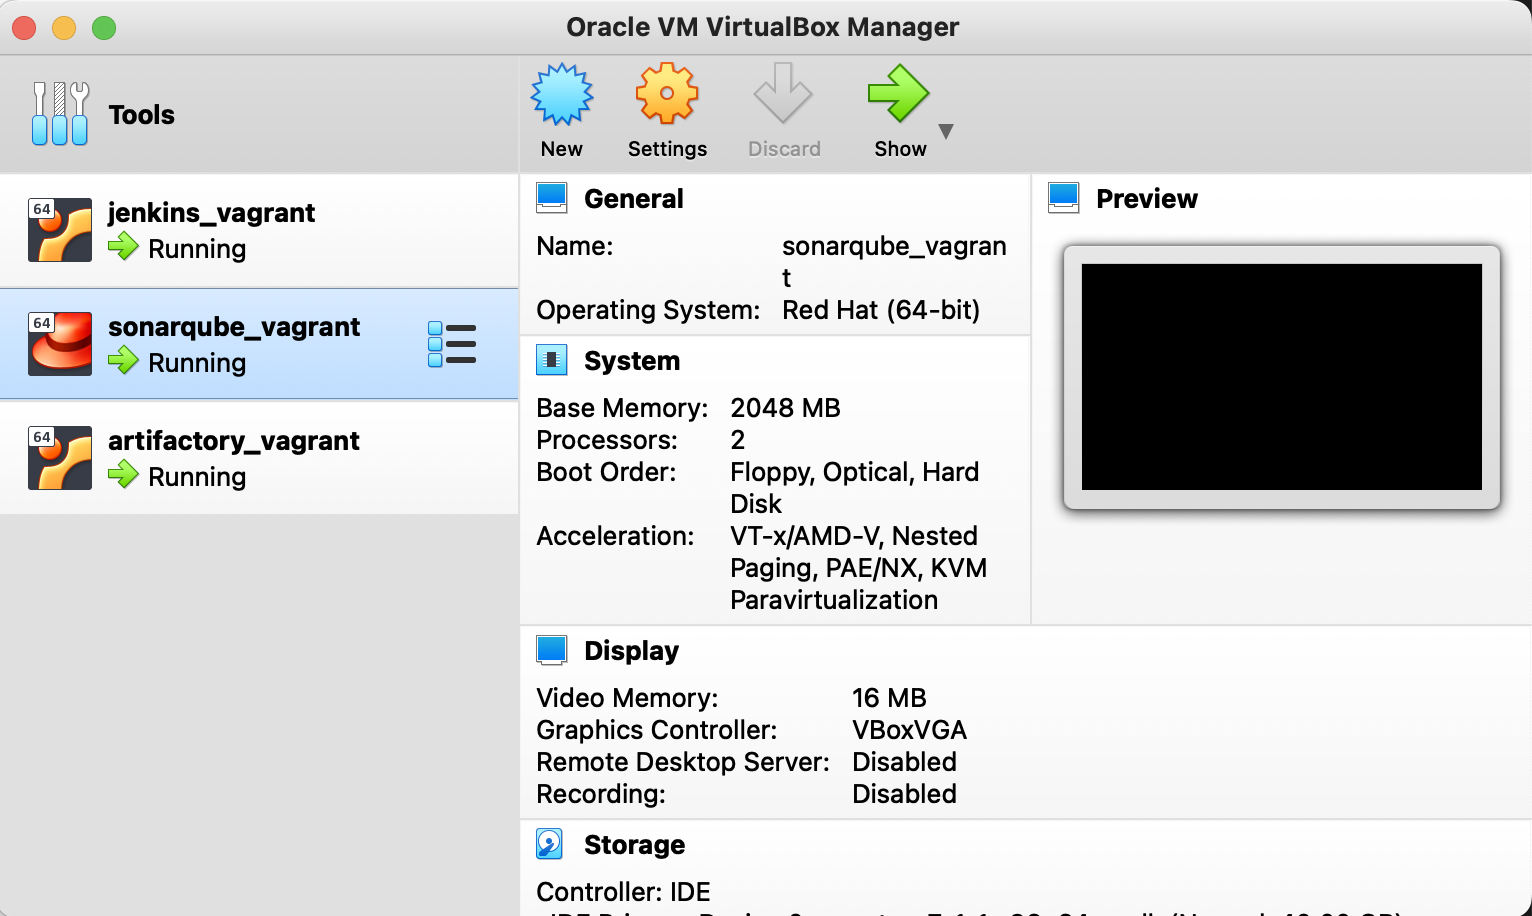 Oracle VM VirtualBox Manager
Tools
New
Settings
Discard
Show
64
jenkins_vagrant
Running
64
sonarqube_vagrant
Running
64
artifactory_vagrant
Running
General
Name: sonarqube_vagran
t
Operating System: Red Hat (64-bit)
System
Base Memory: 2048 MB
Processors: 2
Boot Order: Floppy, Optical, Hard
Disk
Acceleration: VT-x/AMD-V, Nested
Paging, PAE/NX, KVM
Paravirtualization
Preview
Display
Video Memory: 16 MB
Graphics Controller: VBoxVGA
Remote Desktop Server: Disabled
Recording: Disabled
Storage
Controller: IDE